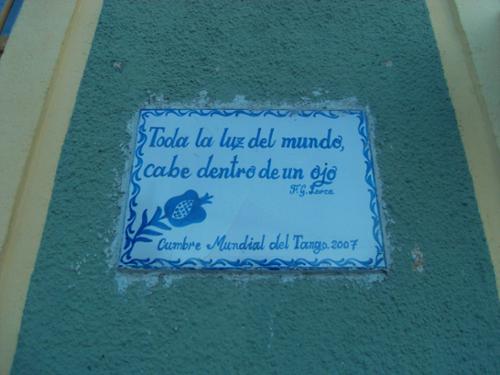 Toda la luz del mundo,
cabe dentro de un ojo
F.G. Lorca
Cumbre Mundial del Tango. 2007